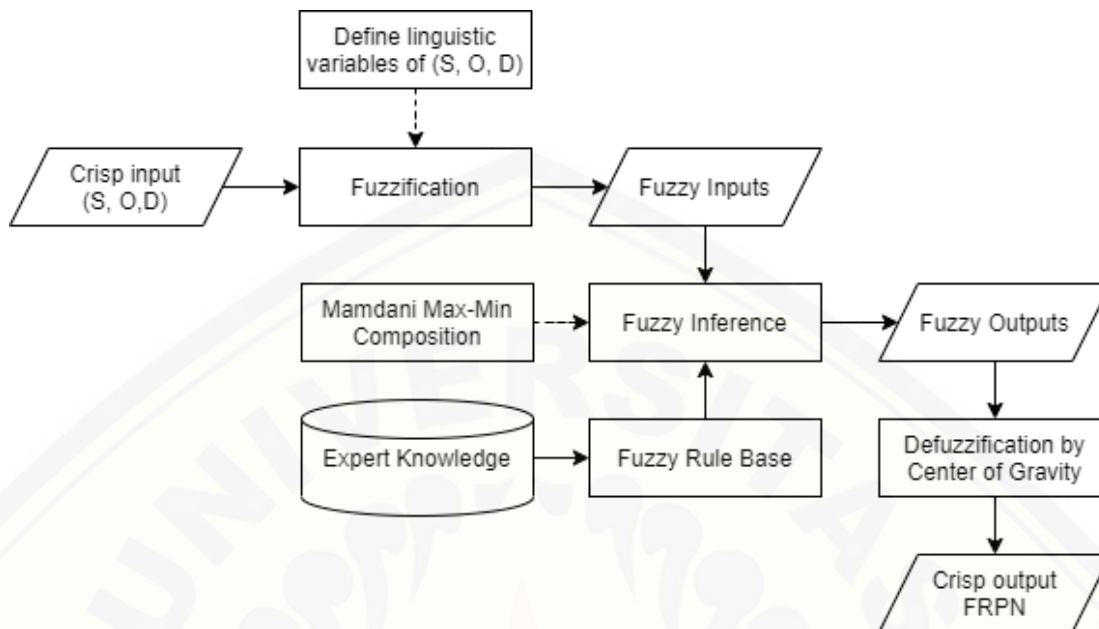 Define linguistic
variables of (S, O, D)
Crisp input
(S, O,D)
Fuzzification
Fuzzy Inputs
Mamdani Max-Min
Composition
Fuzzy Inference
Fuzzy Outputs
Expert Knowledge
Fuzzy Rule Base
Defuzzification by
Center of Gravity
Crisp output
FRPN
UNIVERSITAS